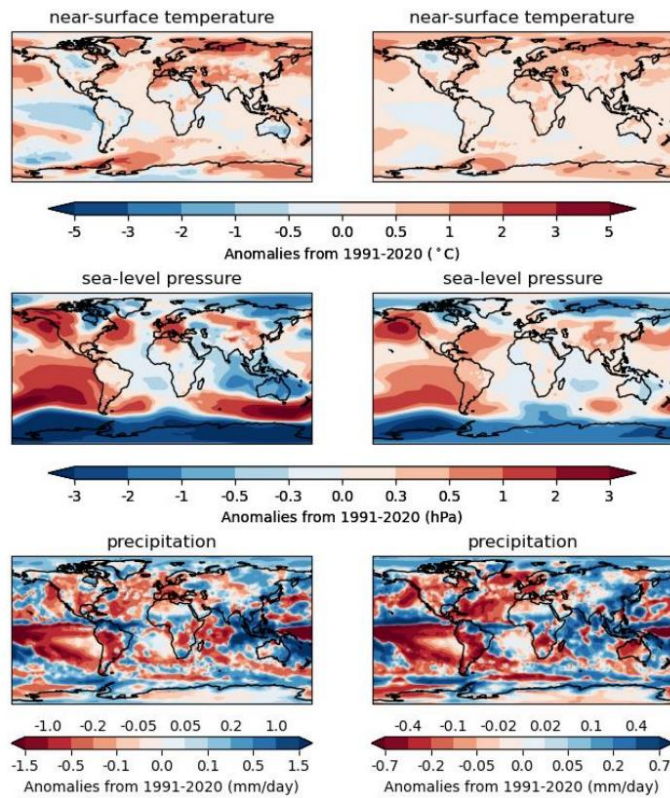 near-surface temperature near-surface temperature
-5 -3 -2 -1 -0.5 0.0 0.5 1 2 3 5
Anomalies from 1991-2020 (°C)
sea-level pressure sea-level pressure
-3 -2 -1 -0.5 -0.3 0.0 0.3 0.5 1 2 3
Anomalies from 1991-2020 (hPa)
precipitation precipitation
-1.0 -0.2 -0.05 0.05 0.2 1.0 -0.4 -0.1 -0.02 0.02 0.1 0.4
-1.5 -0.5 -0.1 0.0 0.1 0.5 1.5 -0.7 -0.2 -0.05 0.0 0.05 0.2 0.7
Anomalies from 1991-2020 (mm/day) Anomalies from 1991-2020 (mm/day)